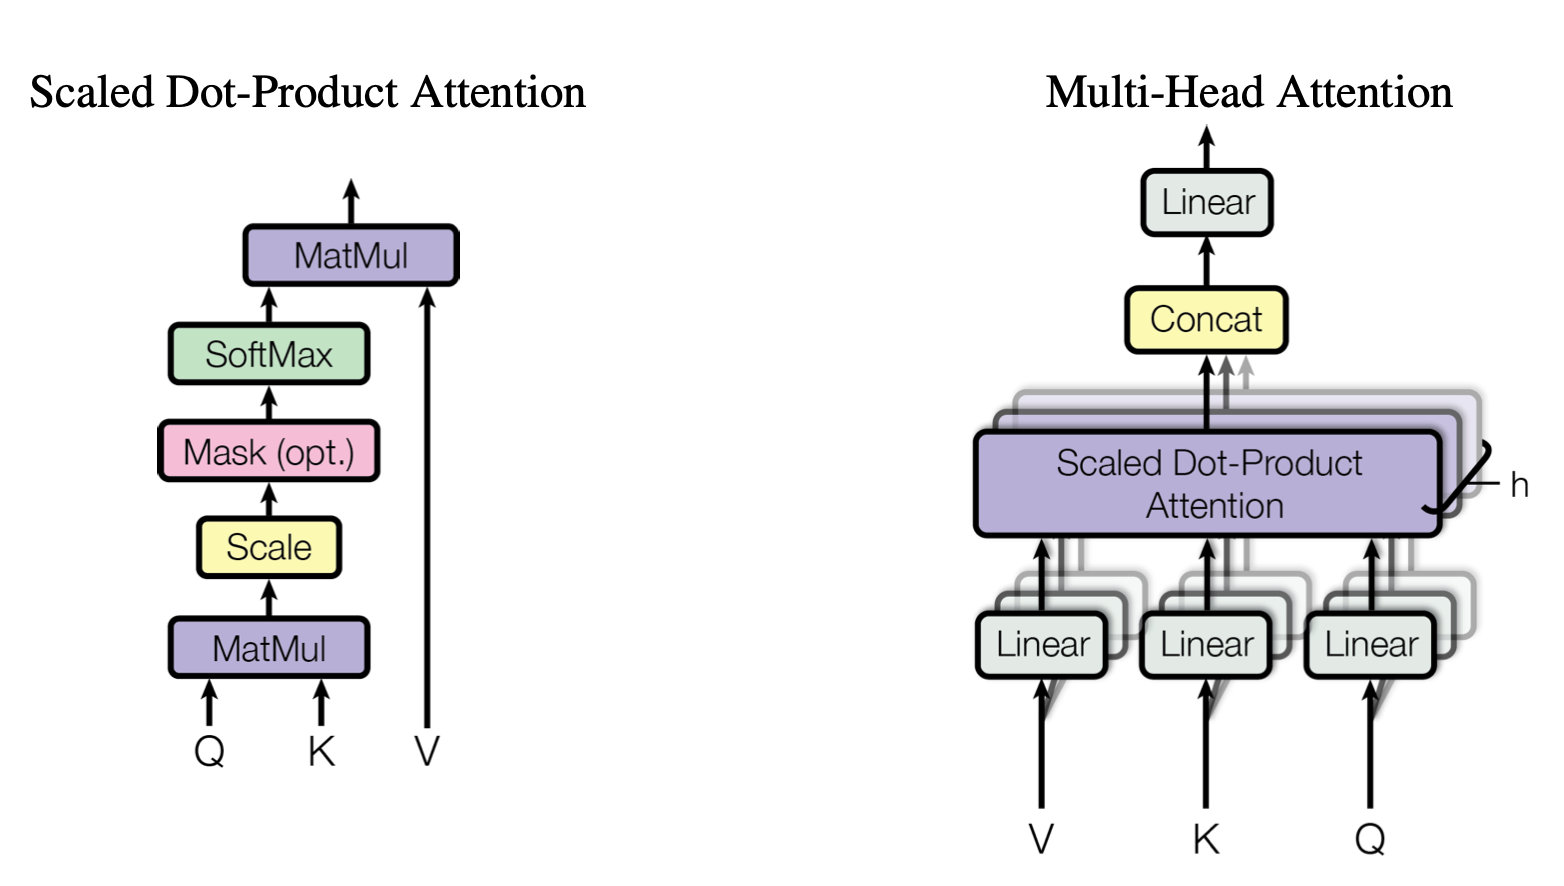 Scaled Dot-Product Attention
MatMul
SoftMax
Mask (opt.)
Scale
MatMul
Q K V
Multi-Head Attention
Linear
Concat
Scaled Dot-Product
Attention
h
Linear Linear Linear
V K Q